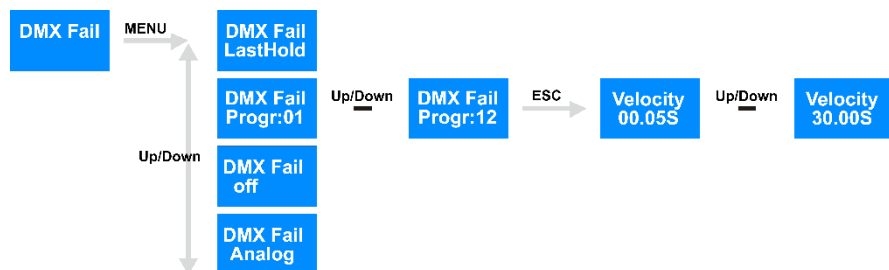 DMX Fail
MENU
DMX Fail
LastHold
DMX Fail
Progr:01
Up/Down
DMX Fail
Progr:12
ESC
Velocity
00.05S
Up/Down
Velocity
30.00S
Up/Down
DMX Fail
off
DMX Fail
Analog